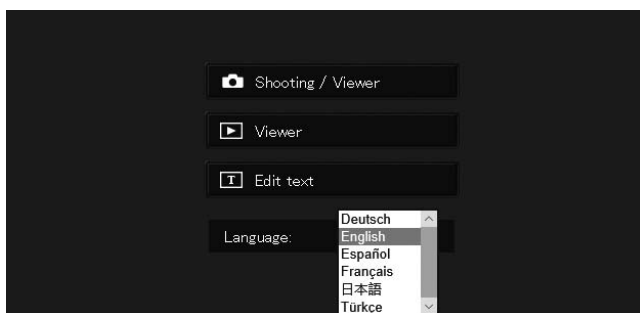 Shooting / Viewer
Viewer
T Edit text
Language:
Deutsch
English
Español
Français
日本語
Türkçe